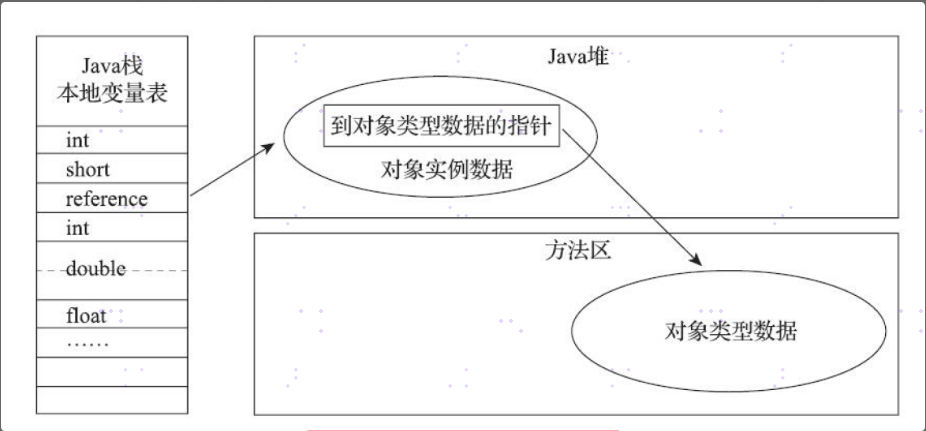 Java栈
本地变量表
int
short
reference
int
double
float
……
Java堆
到对象类型数据的指针
对象实例数据
方法区
对象类型数据